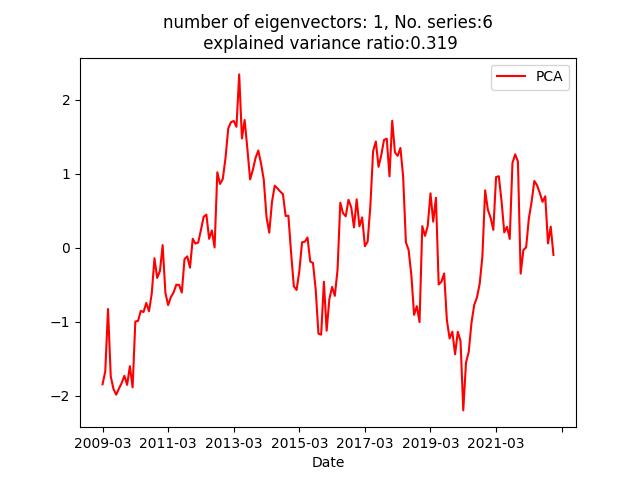 number of eigenvectors: 1, No. series:6
explained variance ratio:0.319
PCA
2
1
0
−1
−2
2009-03 2011-03 2013-03 2015-03 2017-03 2019-03 2021-03
Date